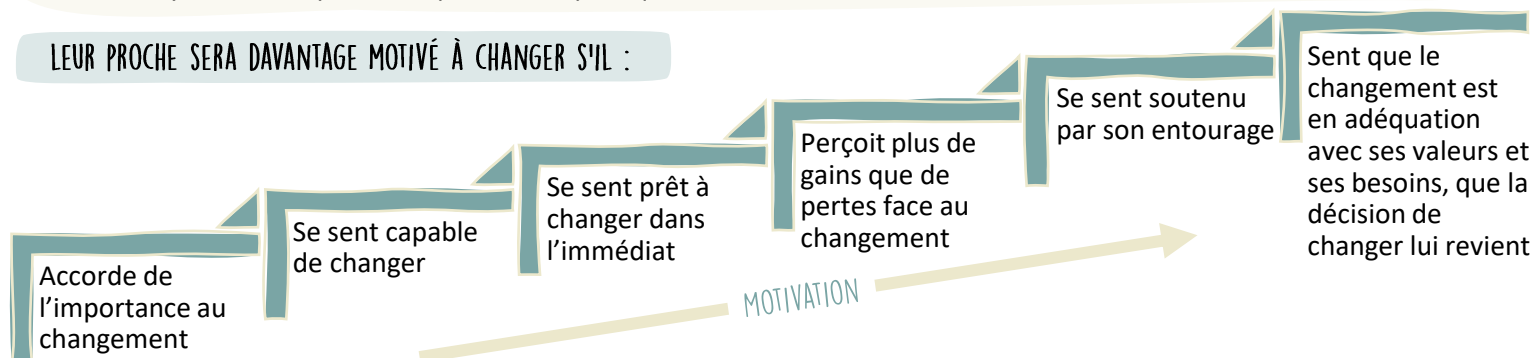 LEUR PROCHE SERA DAVANTAGE MOTIVÉ À CHANGER S'IL :
Accorde de
l’importance au
changement
Se sent capable
de changer
Se sent prêt à
changer dans
l’immédiat
Perçoit plus de
gains que de
pertes face au
changement
Se sent soutenu
par son entourage
Sent que le
changement est
en adéquation
avec ses valeurs et
ses besoins, que la
décision de
changer lui revient
MOTIVATION